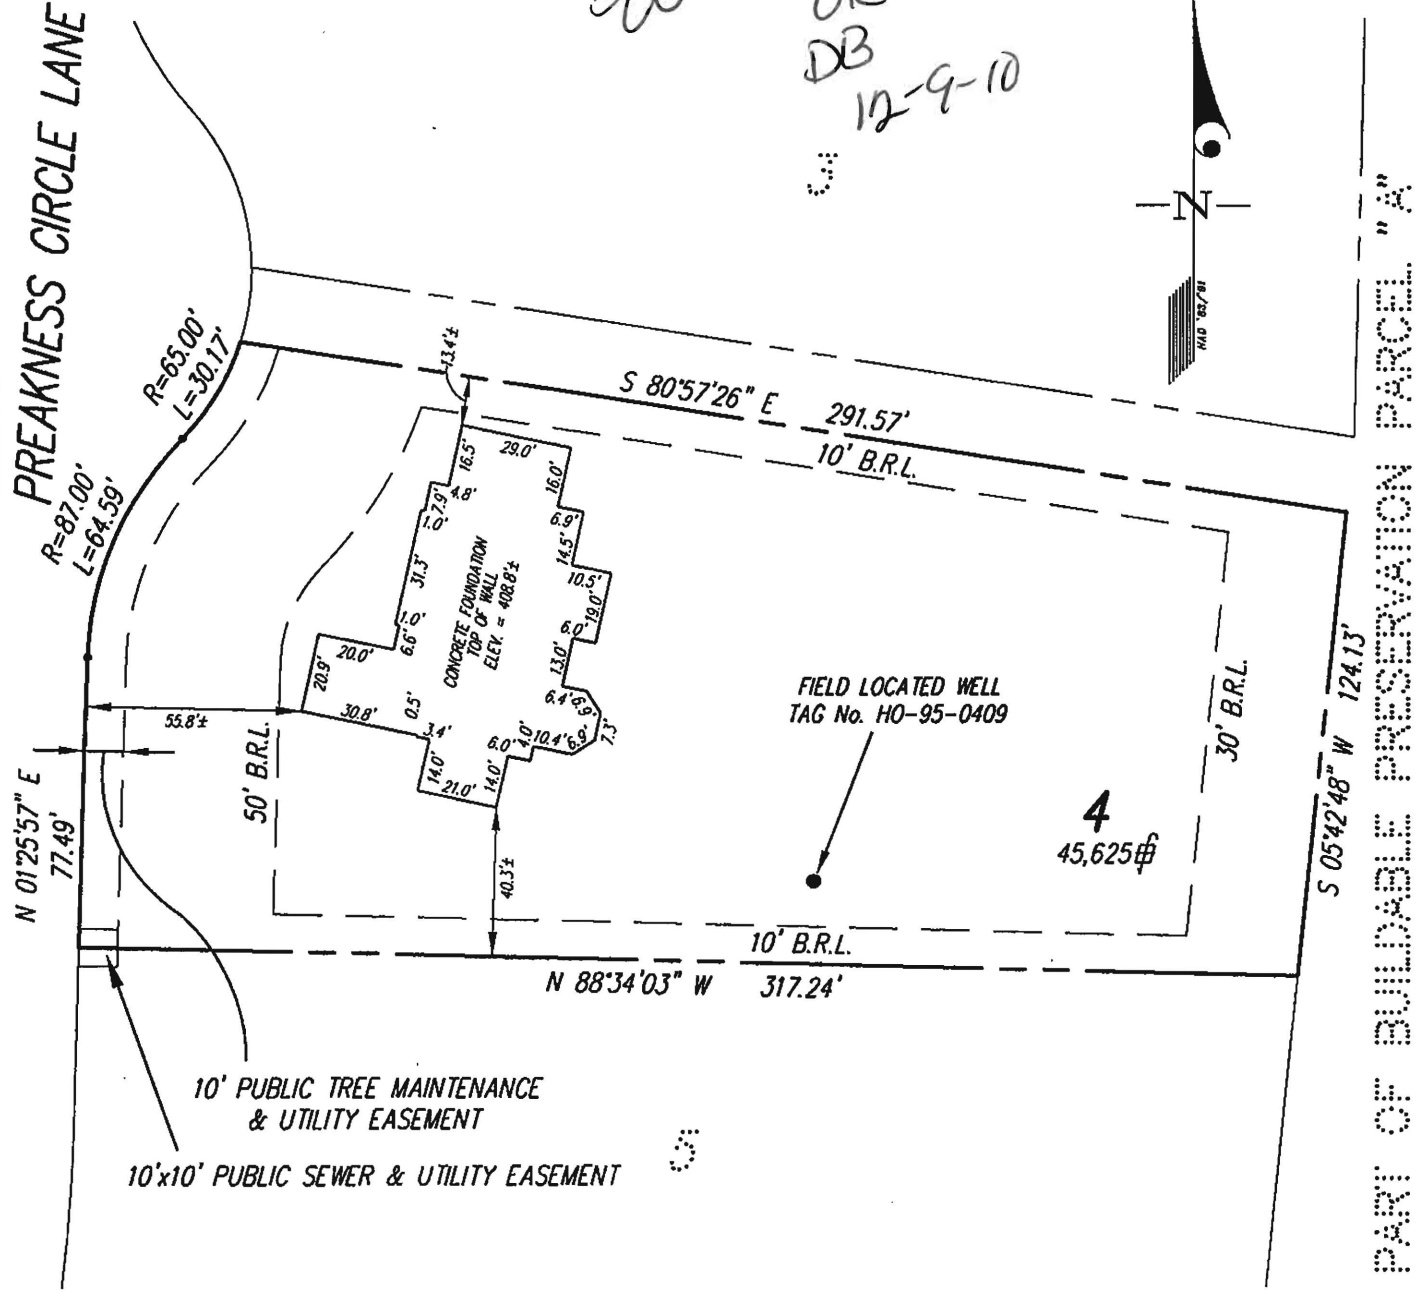 DB
12-9-10
3
N
NAD '83/'91
PREAKNESS CIRCLE LANE
R=65.00'
L=30.17'
R=87.00'
L=64.59'
13.4'±
S 80°57'26" E 291.57'
10' B.R.L.
29.0'
16.5'
16.0'
4.8'
7.9'
1.0'
6.9'
14.5'
10.5'
31.3'
19.0'
CONCRETE FOUNDATION
TOP OF WALL
ELEV. = 408.8'±
1.0'
6.6'
6.0'
20.0'
13.0'
20.9'
30.8'
0.5'
6.4'
6.9'
7.3'
6.9'
10.4'
4.0'
6.0'
3.4'
14.0'
14.0'
21.0'
55.8'±
50' B.R.L.
40.3'±
N 01°25'57" E
77.49'
FIELD LOCATED WELL
TAG No. HO-95-0409
30' B.R.L.
S 05°42'48" W 124.13'
4
45,625
10' B.R.L.
N 88°34'03" W 317.24'
10' PUBLIC TREE MAINTENANCE
& UTILITY EASEMENT
10'x10' PUBLIC SEWER & UTILITY EASEMENT
5
PART OF BUILDABLE PRESERVATION PARCEL "A"